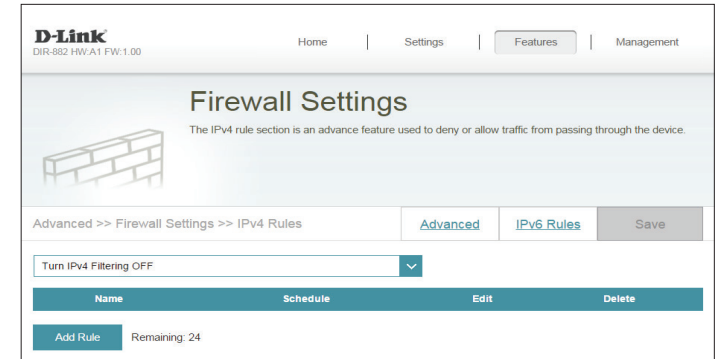 D-Link
DIR-882 HW:A1 FW:1.00
Home | Settings | Features | Management
Firewall Settings
The IPv4 rule section is an advance feature used to deny or allow traffic from passing through the device.
Advanced >> Firewall Settings >> IPv4 Rules Advanced IPv6 Rules Save
Turn IPv4 Filtering OFF
Name Schedule Edit Delete
Add Rule Remaining: 24